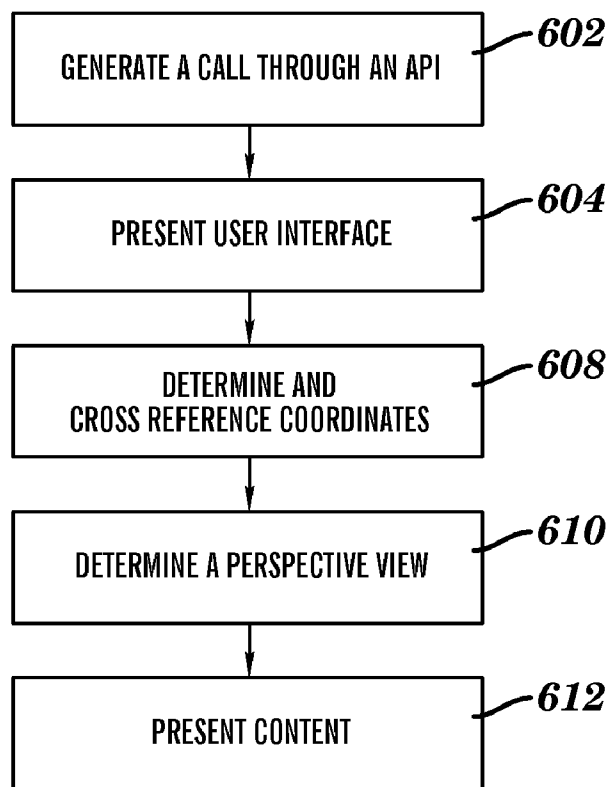 GENERATE A CALL THROUGH AN API
602
PRESENT USER INTERFACE
604
DETERMINE AND
CROSS REFERENCE COORDINATES
608
DETERMINE A PERSPECTIVE VIEW
610
PRESENT CONTENT
612